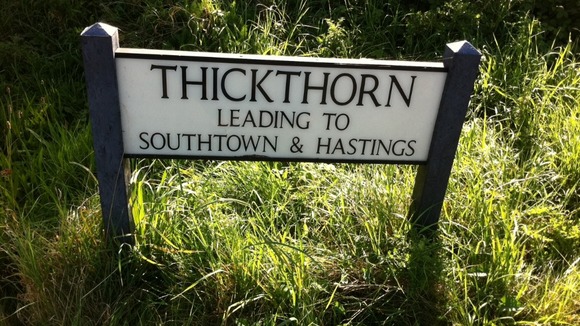 THICKTHORN
LEADING TO
SOUTHTOWN & HASTINGS